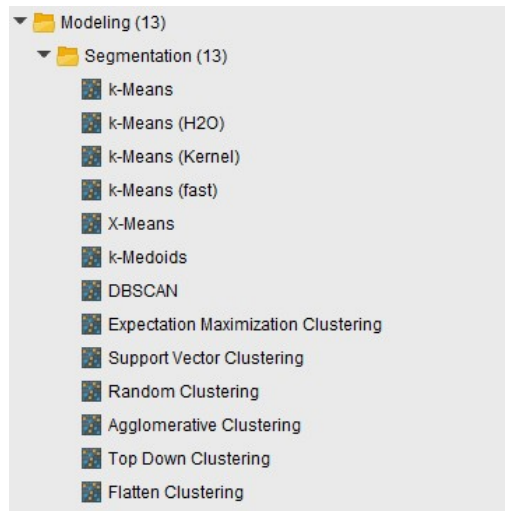 Modeling (13)
Segmentation (13)
k-Means
k-Means (H2O)
k-Means (Kernel)
k-Means (fast)
X-Means
k-Medoids
DBSCAN
Expectation Maximization Clustering
Support Vector Clustering
Random Clustering
Agglomerative Clustering
Top Down Clustering
Flatten Clustering